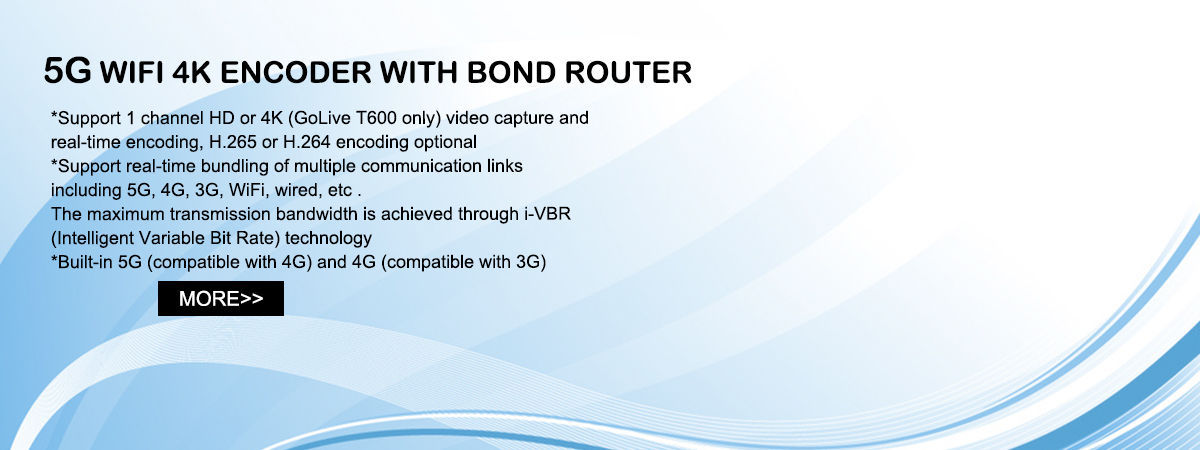 5G WIFI 4K ENCODER WITH BOND ROUTER
*Support 1 channel HD or 4K (GoLive T600 only) video capture and
real-time encoding, H.265 or H.264 encoding optional
*Support real-time bundling of multiple communication links
including 5G, 4G, 3G, WiFi, wired, etc .
The maximum transmission bandwidth is achieved through i-VBR
(Intelligent Variable Bit Rate) technology
*Built-in 5G (compatible with 4G) and 4G (compatible with 3G)
MORE>>